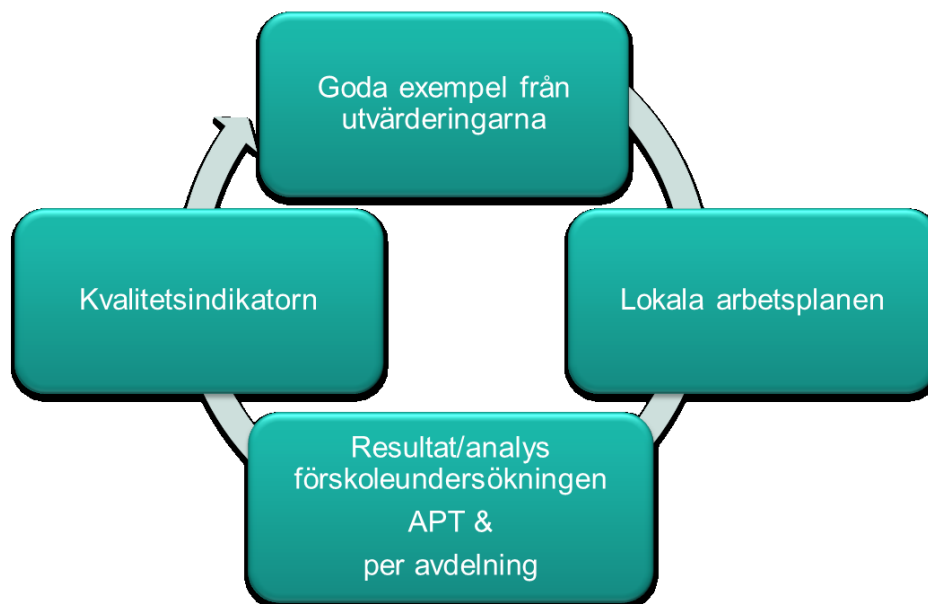 Goda exempel från
utvärderingarna
Lokala arbetsplanen
Resultat/analys
förskoleundersökningen
APT &
per avdelning
Kvalitetsindikatorn